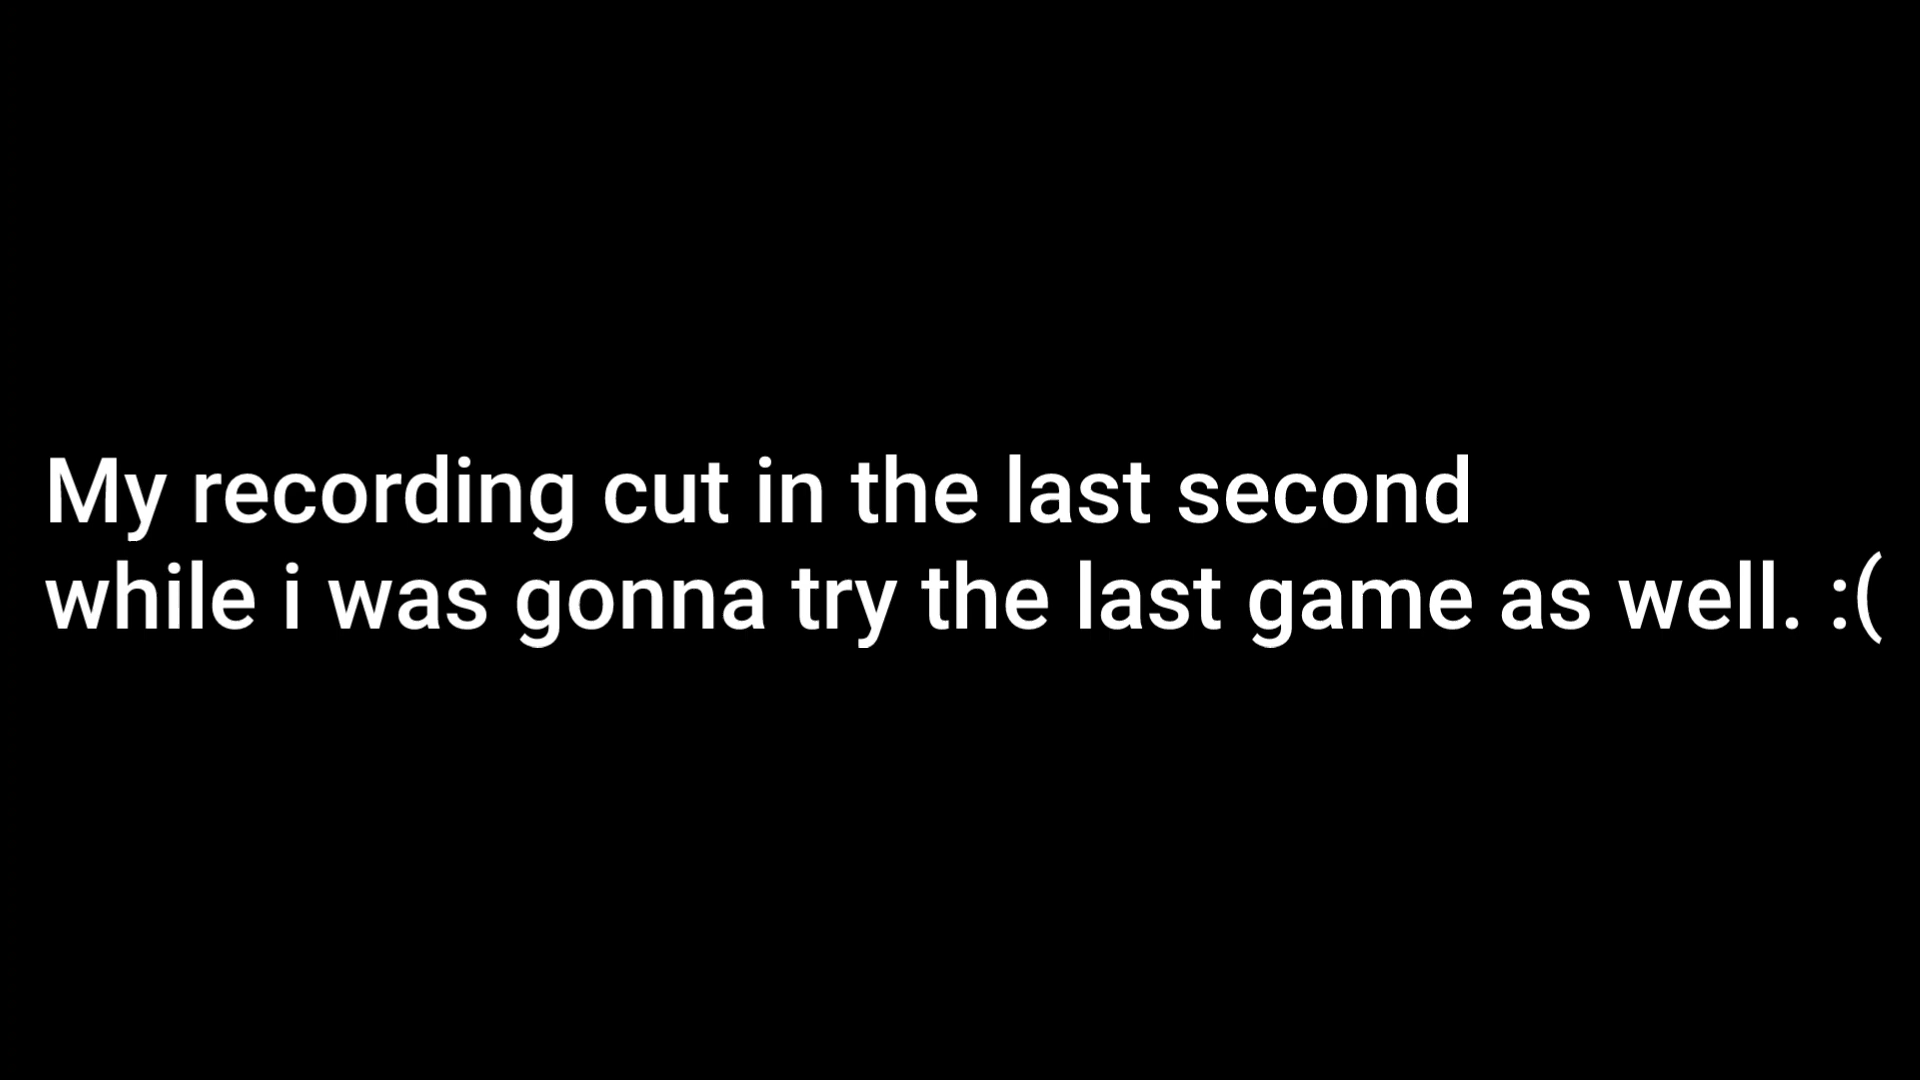 My recording cut in the last second
while i was gonna try the last game as well. :(